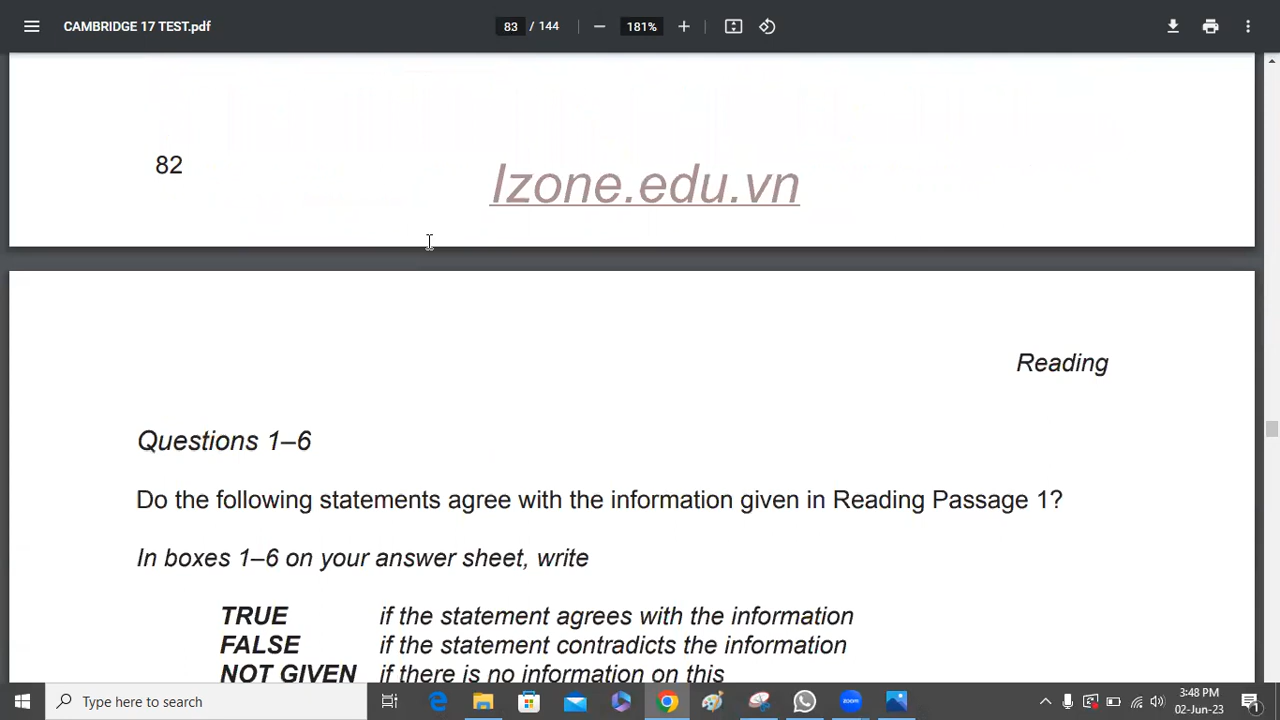 CAMBRIDGE 17 TEST.pdf
83 / 144
181%
82
Izone.edu.vn
Reading
Questions 1–6
Do the following statements agree with the information given in Reading Passage 1?
In boxes 1–6 on your answer sheet, write
TRUE if the statement agrees with the information
FALSE if the statement contradicts the information
NOT GIVEN if there is no information on this
Type here to search
zoom
3:48 PM
02-Jun-23
1